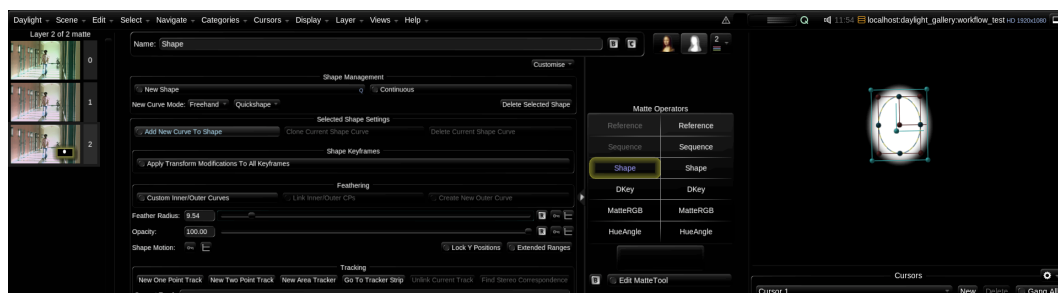 Daylight Scene Edit Select Navigate Categories Cursors Display Layer Views Help 11:54 localhost:daylight_gallery:workflow_test HD 1920x1080
Layer 2 of 2 matte
0
1
2
Name: Shape
2
Customise
Shape Management
New Shape Q Continuous
New Curve Mode: Freehand Quickshape Delete Selected Shape
Selected Shape Settings
Add New Curve To Shape Clone Current Shape Curve Delete Current Shape Curve
Shape Keyframes
Apply Transform Modifications To All Keyframes
Feathering
Custom Inner/Outer Curves Link Inner/Outer CPs Create New Outer Curve
Feather Radius: 9.54
Opacity: 100.00
Shape Motion: Lock Y Positions Extended Ranges
Tracking
New One Point Track New Two Point Track New Area Tracker Go To Tracker Strip Unlink Current Track Find Stereo Correspondence
Matte Operators
Reference Reference
Sequence Sequence
Shape Shape
DKey DKey
MatteRGB MatteRGB
HueAngle HueAngle
Edit MatteTool
Cursors
Cursor 1 New Delete Gang All